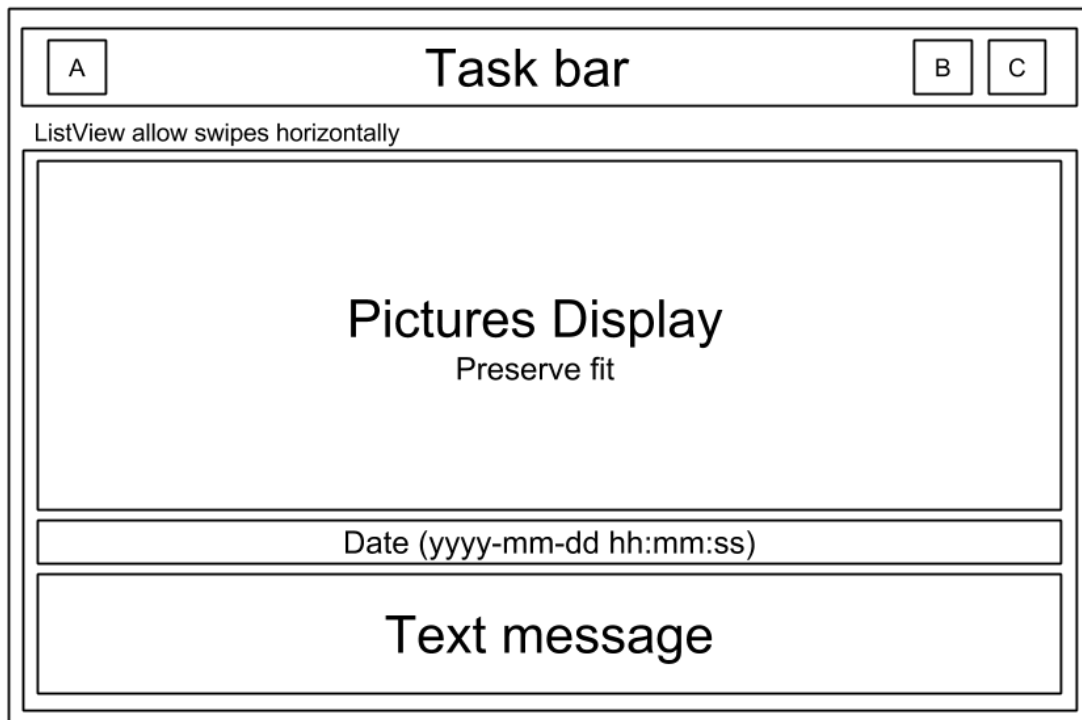 A Task bar B C
ListView allow swipes horizontally
Pictures Display
Preserve fit
Date (yyyy-mm-dd hh:mm:ss)
Text message